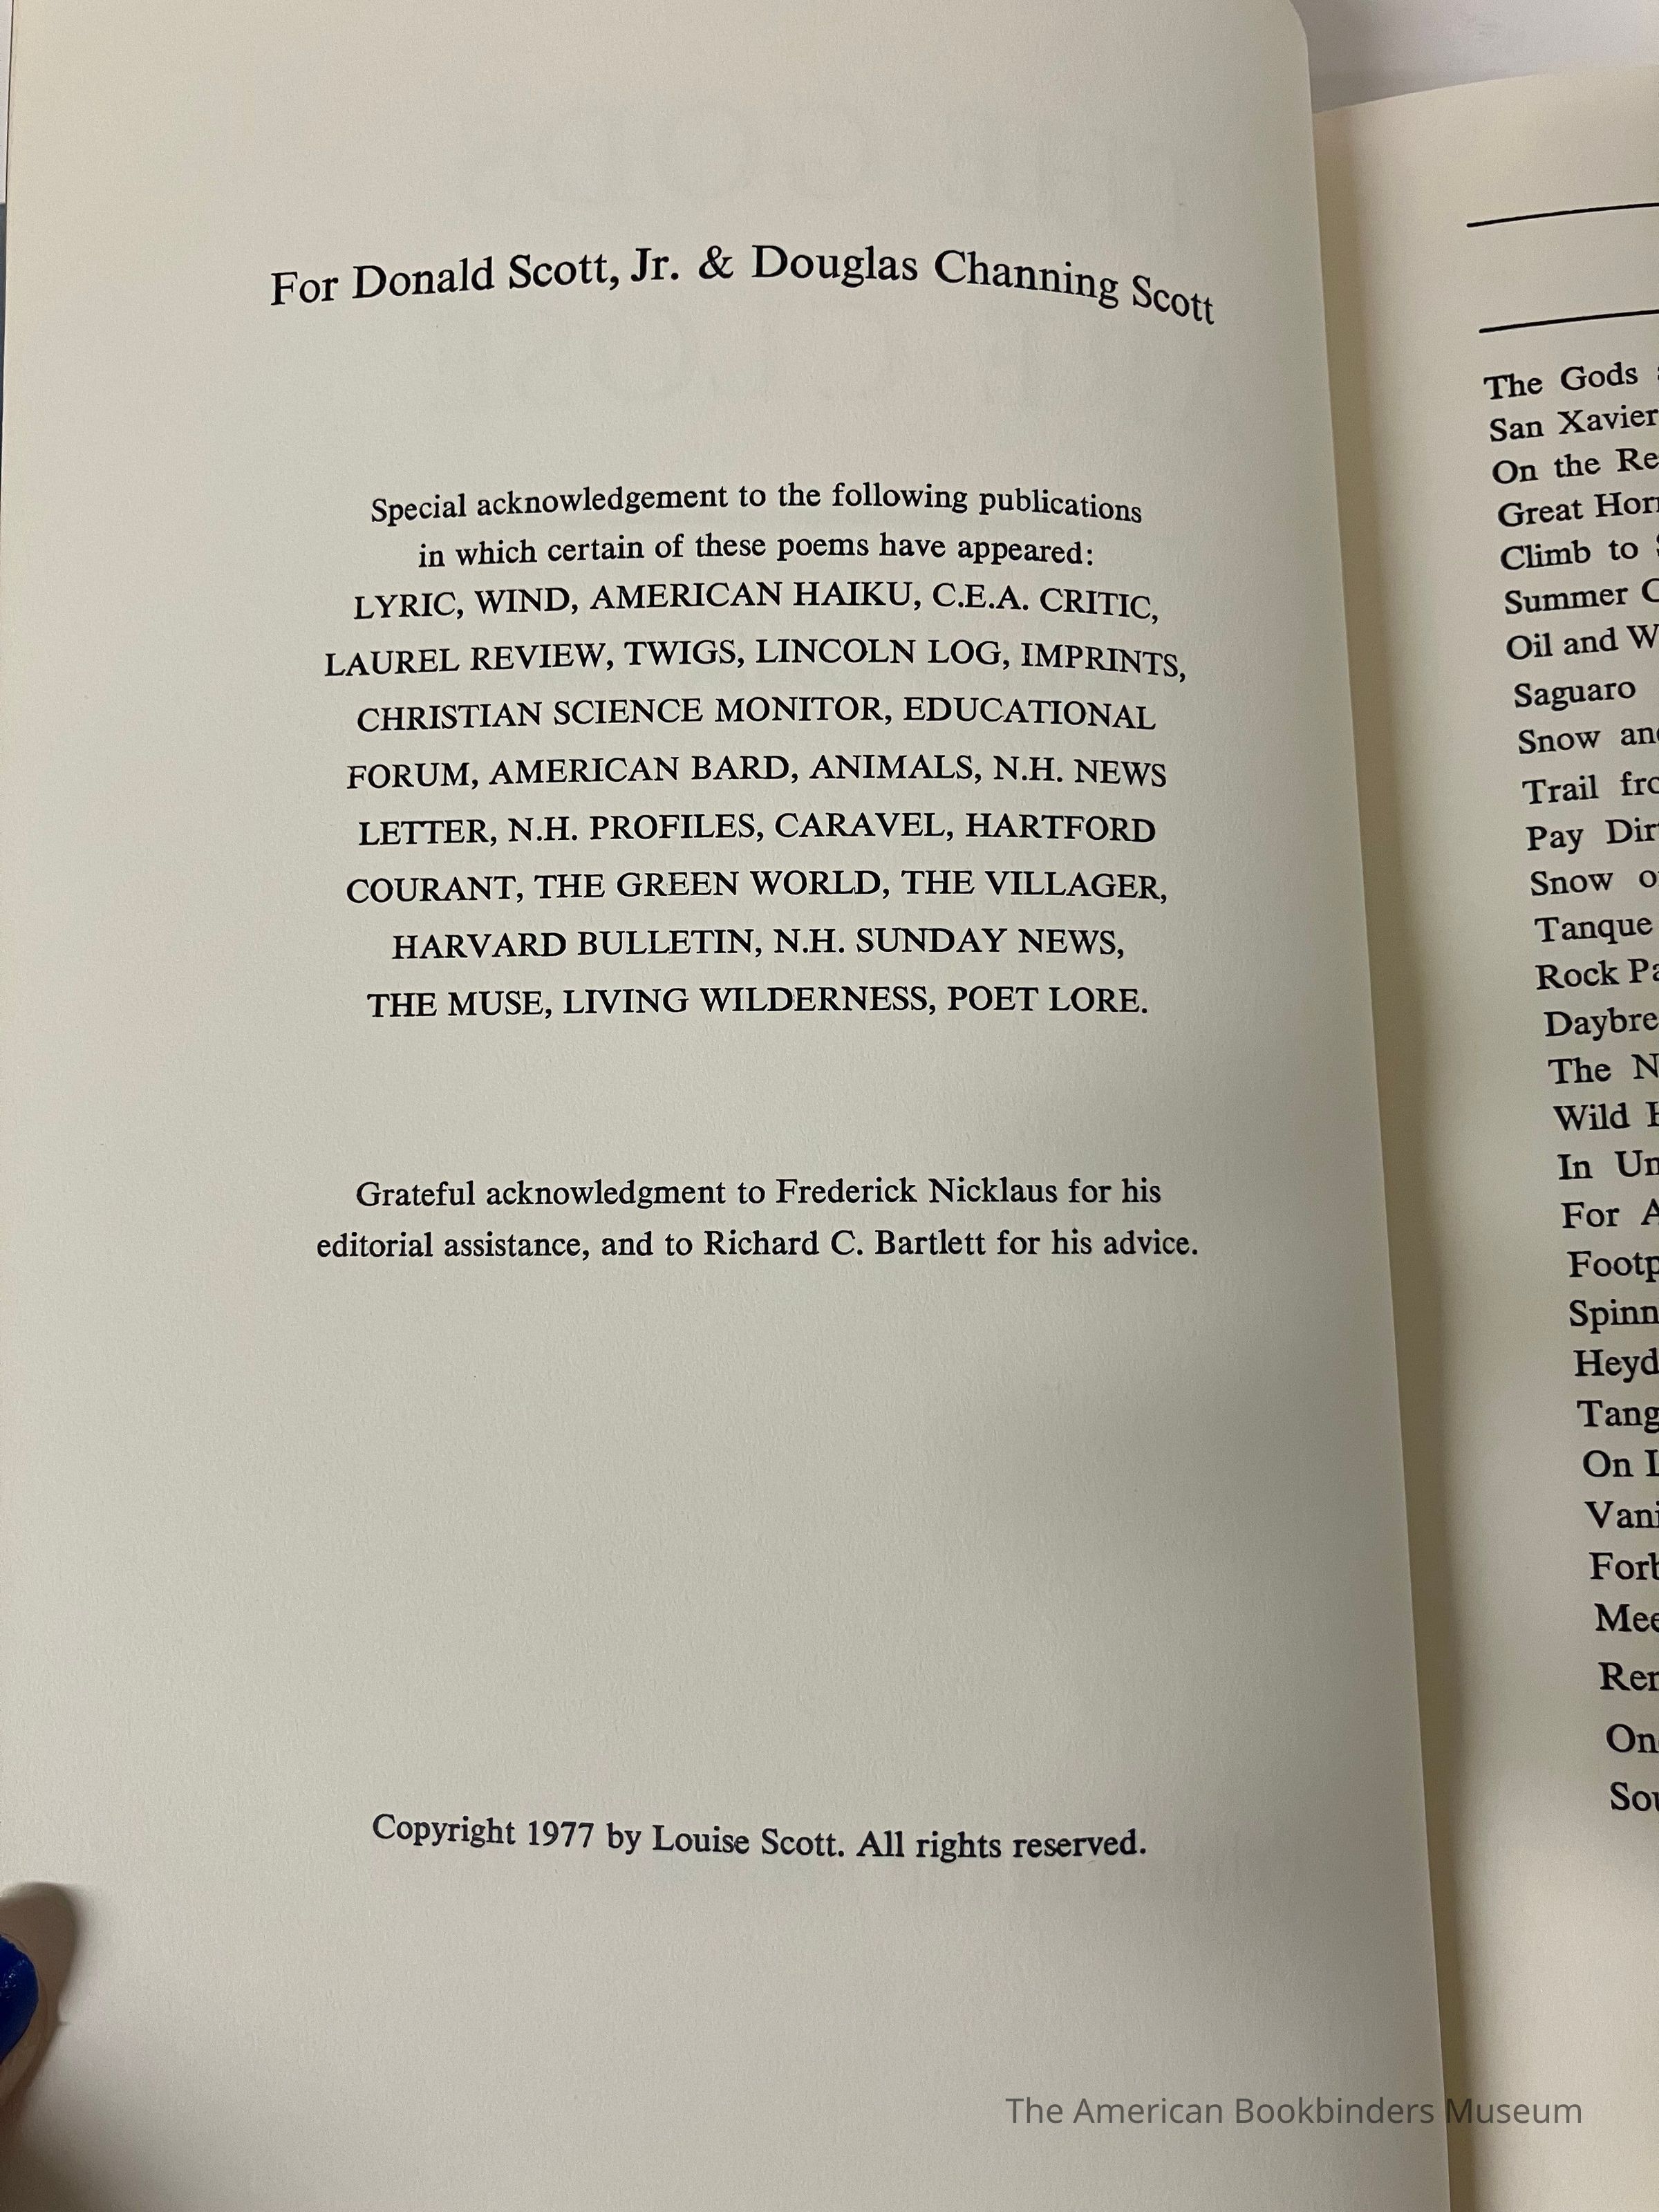 For Donald Scott, Jr. & Douglas Channing Scott
Special acknowledgement to the following publications
in which certain of these poems have appeared:
LYRIC, WIND, AMERICAN HAIKU, C.E.A. CRITIC,
LAUREL REVIEW, TWIGS, LINCOLN LOG, IMPRINTS,
CHRISTIAN SCIENCE MONITOR, EDUCATIONAL
FORUM, AMERICAN BARD, ANIMALS, N.H. NEWS
LETTER, N.H. PROFILES, CARAVEL, HARTFORD
COURANT, THE GREEN WORLD, THE VILLAGER,
HARVARD BULLETIN, N.H. SUNDAY NEWS,
THE MUSE, LIVING WILDERNESS, POET LORE.
Grateful acknowledgment to Frederick Nicklaus for his
editorial assistance, and to Richard C. Bartlett for his advice.
Copyright 1977 by Louise Scott. All rights reserved.
The Gods
San Xavier
On the
Great
Climb to
Summer
Oil and
Saguaro
Snow
Trail
Pay
Snow
Tanque
Rock
The
Wild
In
For
On
The American Bookbinders Museum